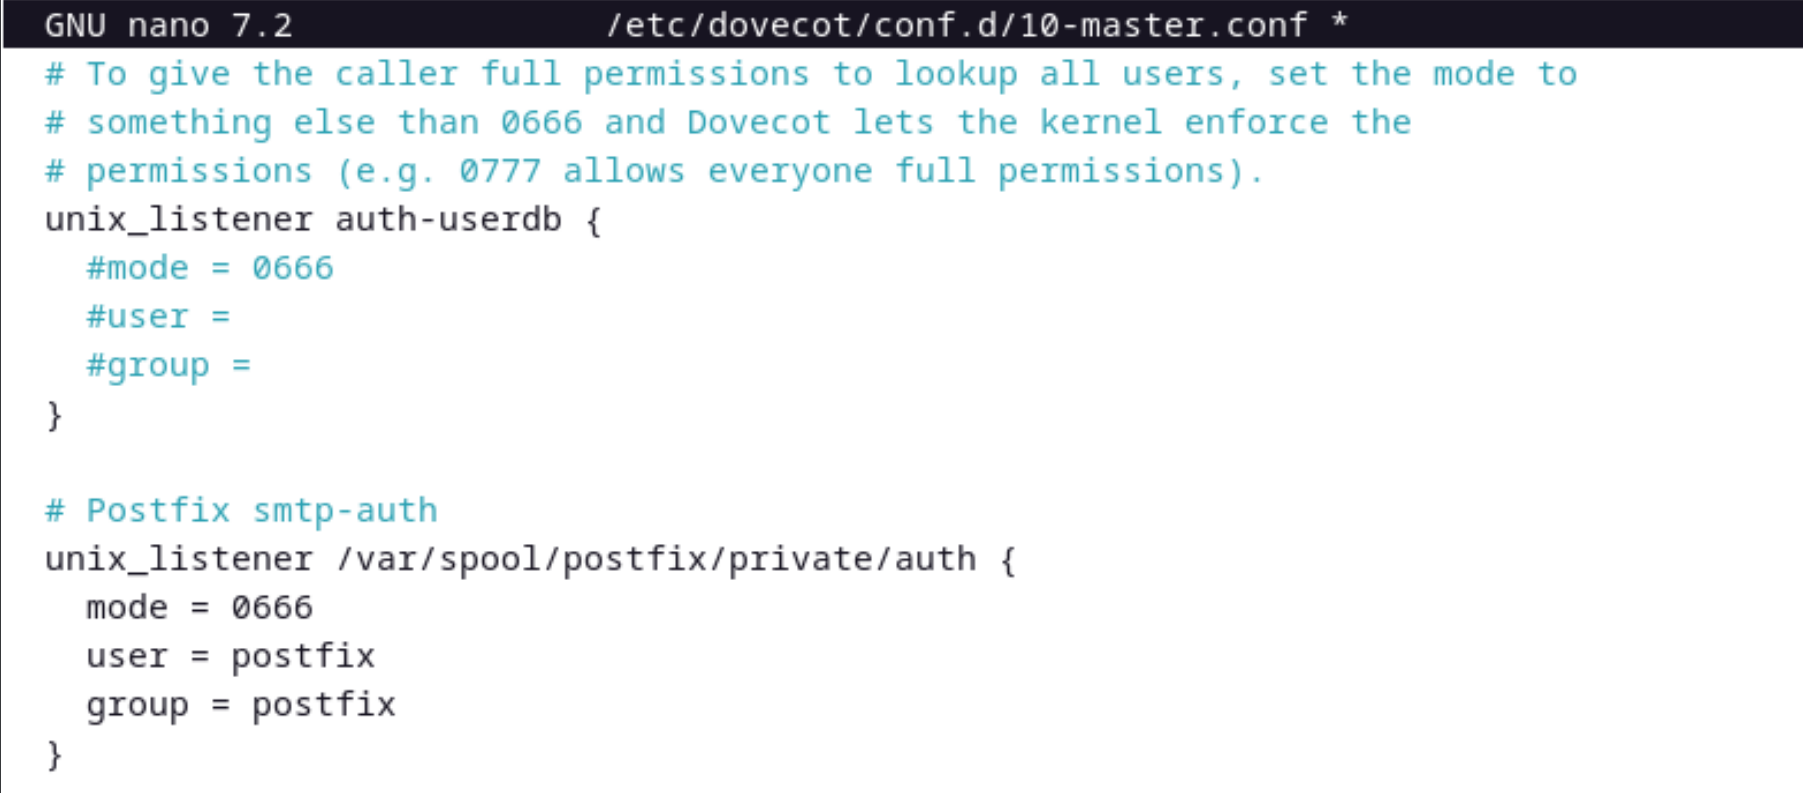 GNU nano 7.2 /etc/dovecot/conf.d/10-master.conf *
# To give the caller full permissions to lookup all users, set the mode to
# something else than 0666 and Dovecot lets the kernel enforce the
# permissions (e.g. 0777 allows everyone full permissions).
unix_listener auth-userdb {
  #mode = 0666
  #user =
  #group =
}

# Postfix smtp-auth
unix_listener /var/spool/postfix/private/auth {
  mode = 0666
  user = postfix
  group = postfix
}